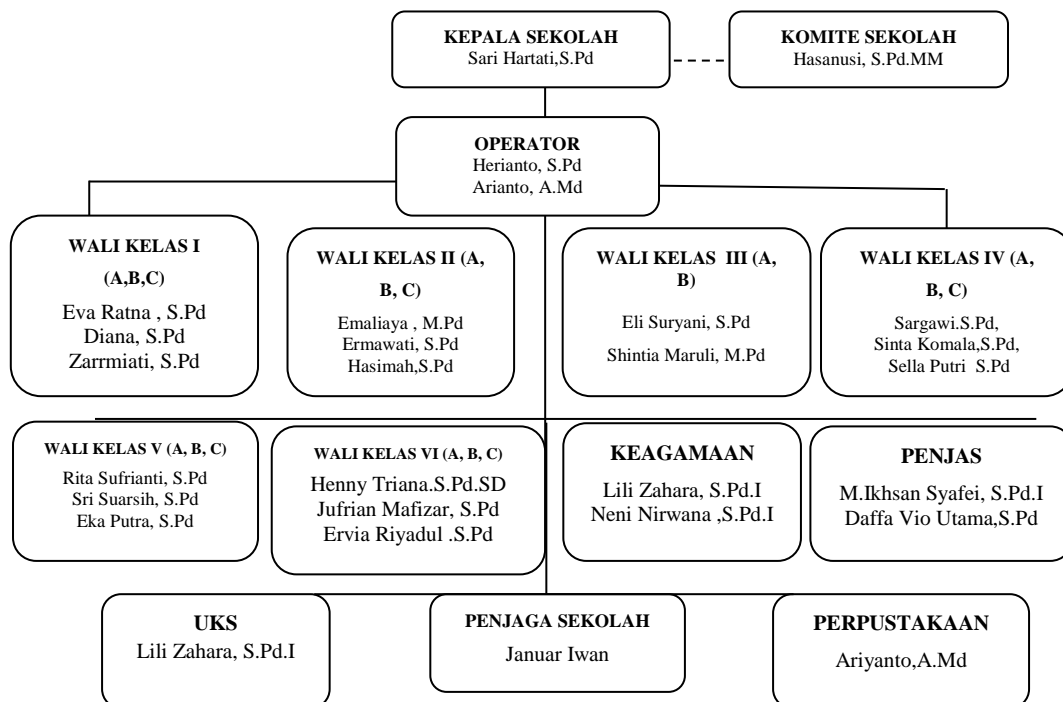 KEPALA SEKOLAH
Sari Hartati,S.Pd
KOMITE SEKOLAH
Hasanusi, S.Pd.MM
OPERATOR
Herianto, S.Pd
Arianto, A.Md
WALI KELAS I
(A,B,C)
Eva Ratna , S.Pd
Diana, S.Pd
Zarrmiati, S.Pd
WALI KELAS II (A,
B, C)
Emaliaya , M.Pd
Ermawati, S.Pd
Hasimah,S.Pd
WALI KELAS III (A,
B)
Eli Suryani, S.Pd
Shintia Maruli, M.Pd
WALI KELAS IV (A,
B, C)
Sargawi.S.Pd,
Sinta Komala,S.Pd,
Sella Putri S.Pd
WALI KELAS V (A, B, C)
Rita Sufrianti, S.Pd
Sri Suarsih, S.Pd
Eka Putra, S.Pd
WALI KELAS VI (A, B, C)
Henny Triana.S.Pd.SD
Jufrian Mafizar, S.Pd
Ervia Riyadul .S.Pd
KEAGAMAAN
Lili Zahara, S.Pd.I
Neni Nirwana ,S.Pd.I
PENJAS
M.Ikhsan Syafei, S.Pd.I
Daffa Vio Utama,S.Pd
UKS
Lili Zahara, S.Pd.I
PENJAGA SEKOLAH
Januar Iwan
PERPUSTAKAAN
Ariyanto,A.Md